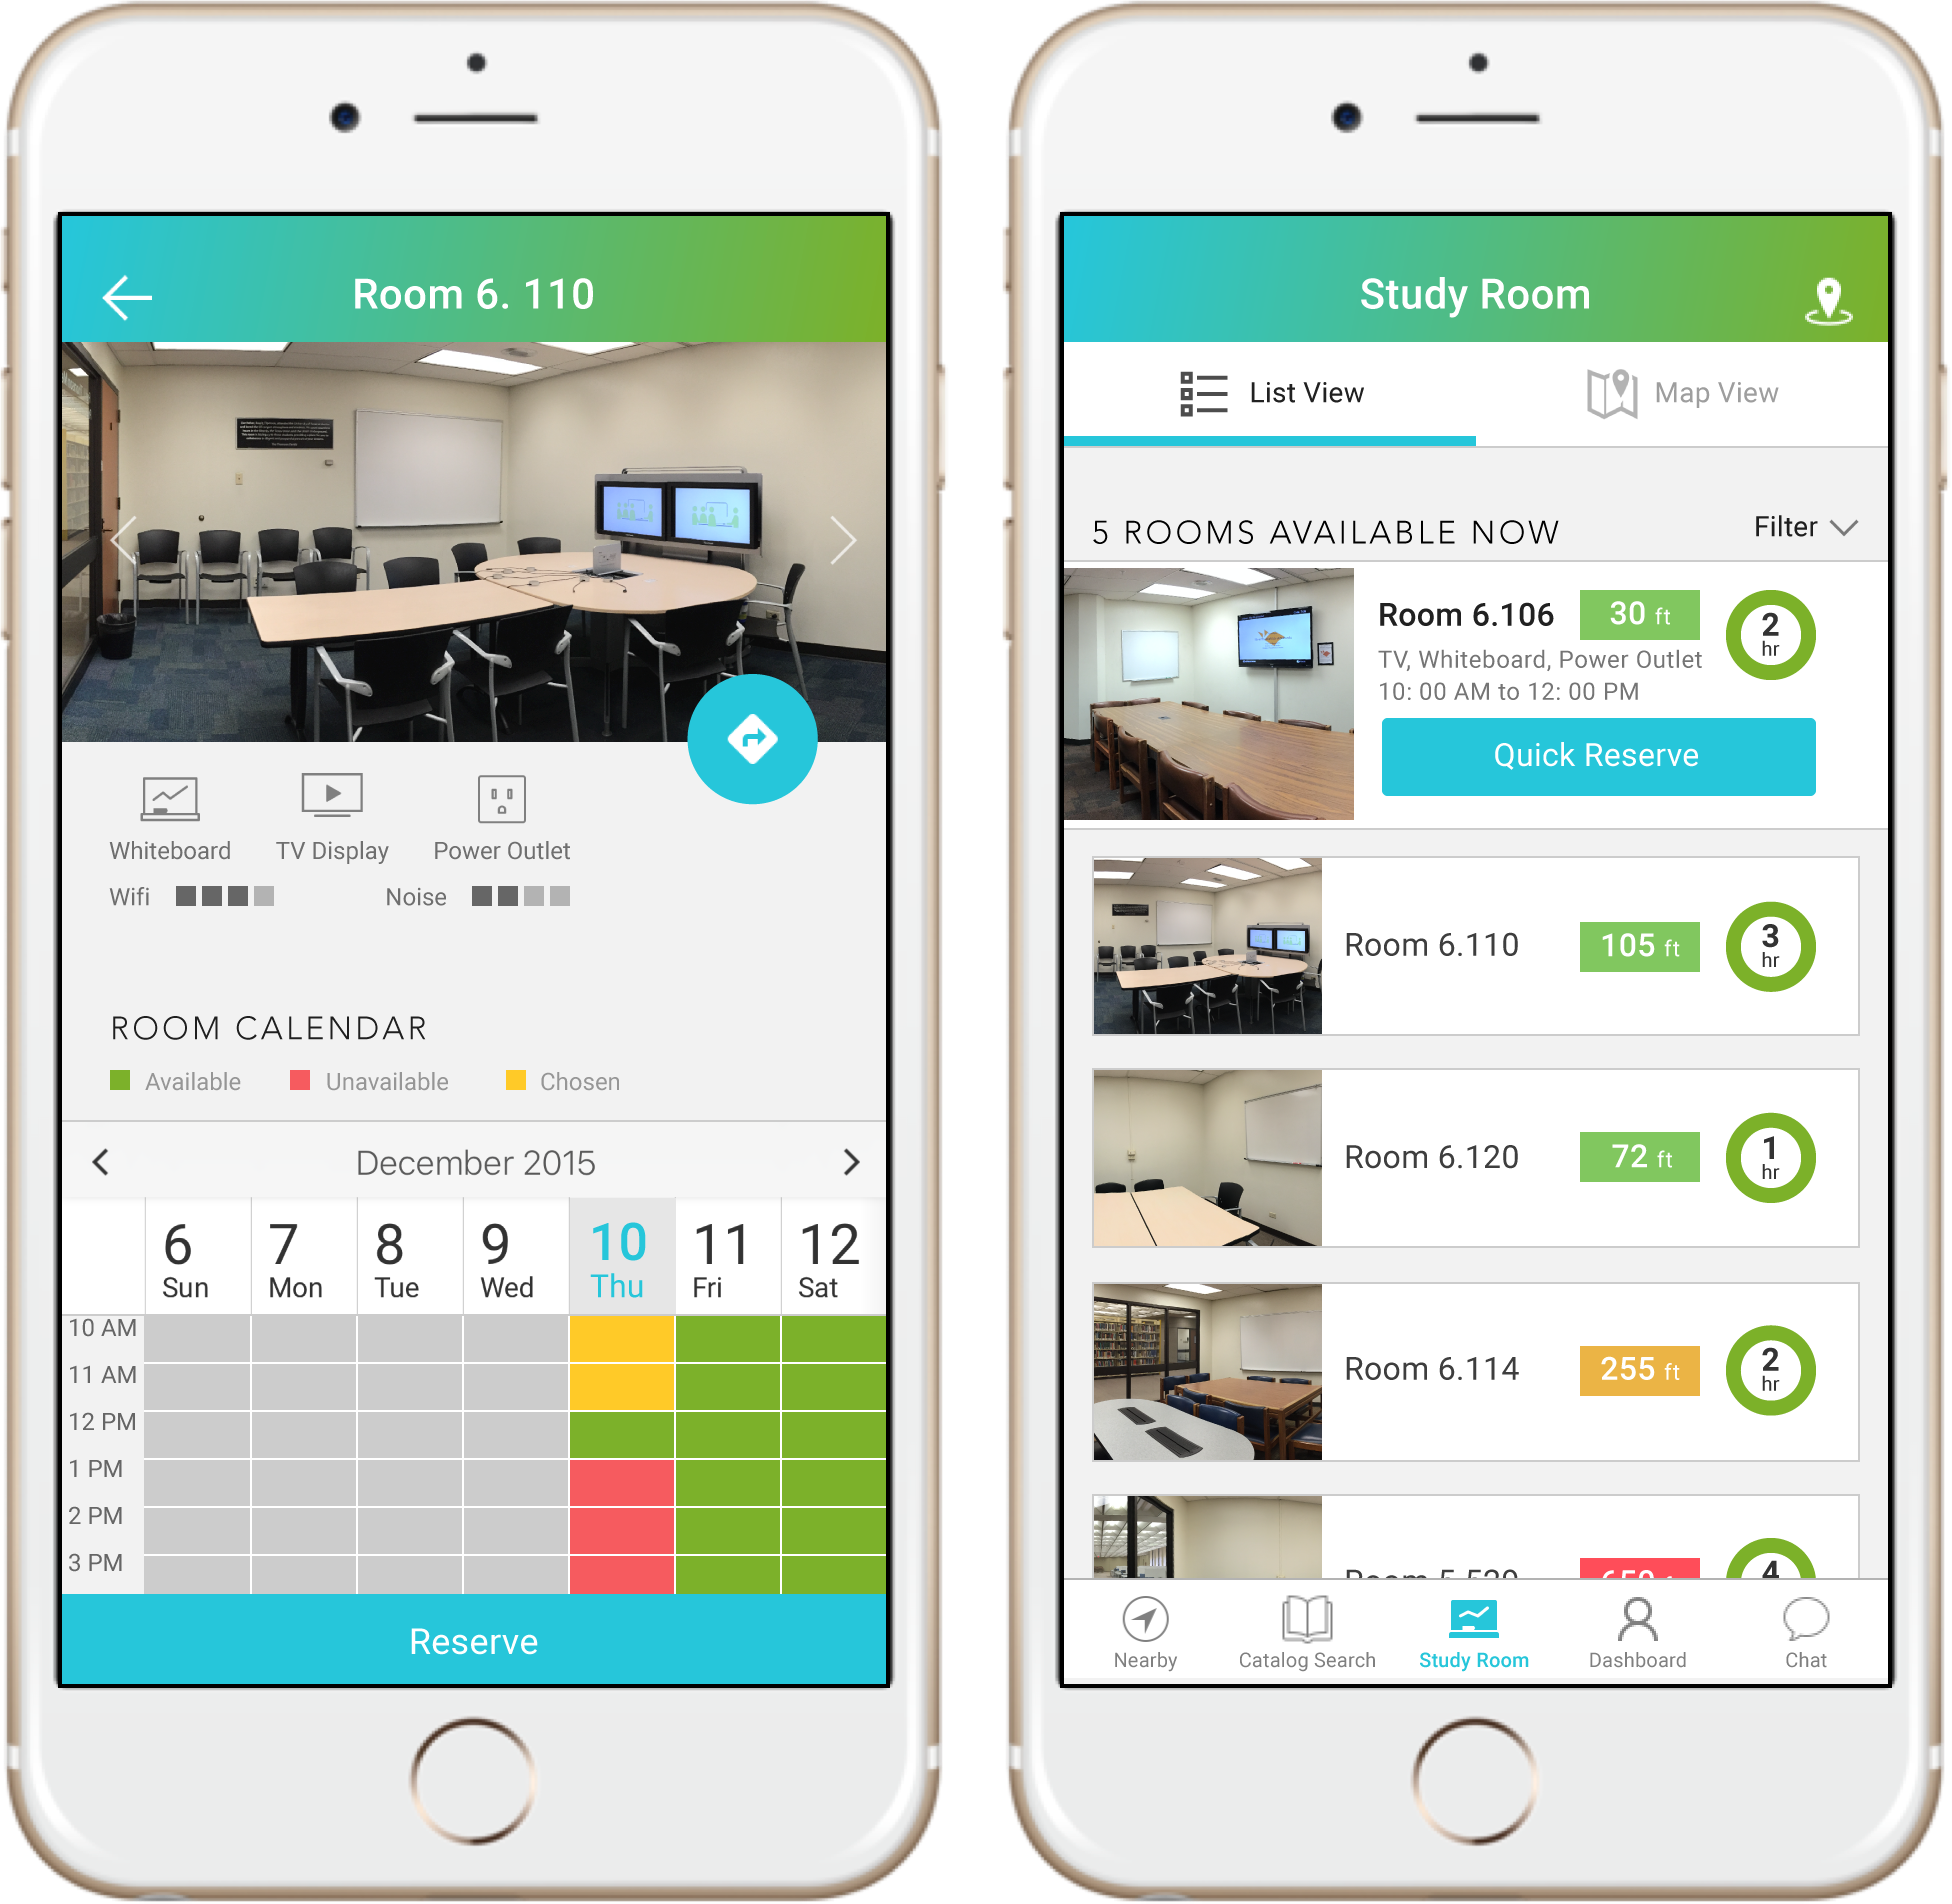 Room 6. 110
Whiteboard
TV Display
Power Outlet
Wifi
Noise
ROOM CALENDAR
Available
Unavailable
Chosen
December 2015
6 7 8 9 10 11 12
Sun Mon Tue Wed Thu Fri Sat
10 AM
11 AM
12 PM
1 PM
2 PM
3 PM
Reserve
Study Room
List View
Map View
5 ROOMS AVAILABLE NOW
Filter
Room 6.106
30 ft
2 hr
TV, Whiteboard, Power Outlet
10: 00 AM to 12: 00 PM
Quick Reserve
Room 6.110
105 ft
3 hr
Room 6.120
72 ft
1 hr
Room 6.114
255 ft
2 hr
Room
4
Nearby
Catalog Search
Study Room
Dashboard
Chat